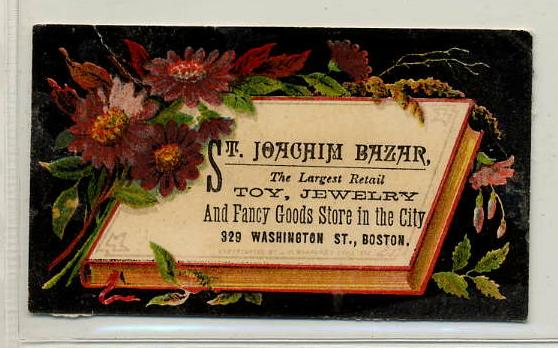 ST. JOACHIM BAZAR,
The Largest Retail
TOY, JEWELRY
And Fancy Goods Store in the City
329 WASHINGTON ST., BOSTON.